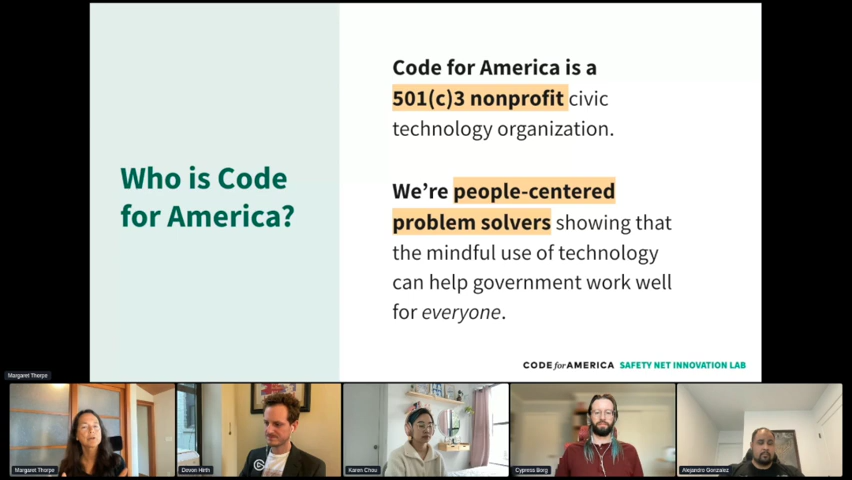 Code for America is a
501(c)3 nonprofit civic
technology organization.
Who is Code
for America?
We're people-centered
problem solvers showing that
the mindful use of technology
can help government work well
for everyone.
CODE for AMERICA SAFETY NET INNOVATION LAB
Margaret Thorpe
Margaret Thorpe
Devon Hirth
Karen Chou
Cypress Borg
Alejandro Gonzalez